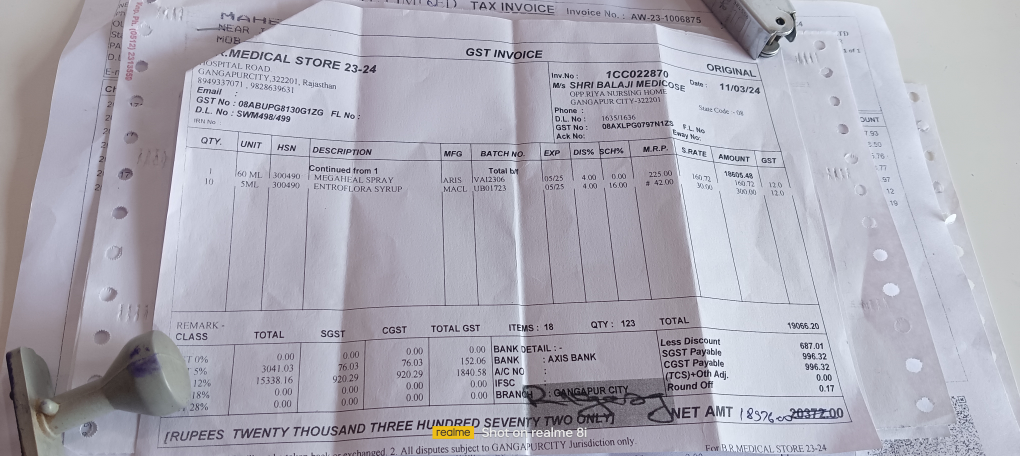 TAX INVOICE Invoice No.: AW-23-1006875
MAHE
NEAR
MOB
R.MEDICAL STORE 23-24
HOSPITAL ROAD
GANGAPURCITY,322201, Rajasthan
8949337071 , 9828639631
Email :
GST No : 08ABUPG8130G1ZG FL No :
D.L. No : SWM498/499
IRN No
GST INVOICE
ORIGINAL
Inv.No : 1CC022870
Date : 11/03/24
M/s SHRI BALAJI MEDICOSE
OPP.RIYA NURSING HOME
GANGAPUR CITY-322201
State Code :- 08
Phone :
D.L. No : 1635/1636
GST No : 08AXLPG0797N1ZS
F.L. No
Ack No:
Eway No:
QTY. UNIT HSN DESCRIPTION MFG BATCH NO. EXP DIS% SCH% M.R.P. S.RATE AMOUNT GST
Continued from 1 Total b/f 18605.48
1 60 ML 300490 MEGAHEAL SPRAY ARIS VAI2306 05/25 4.00 0.00 225.00 160.72 160.72 12.0
10 5ML 300490 ENTROFLORA SYRUP MACL UB01723 05/25 4.00 16.00 # 42.00 30.00 300.00 12.0
REMARK -
ITEMS : 18 QTY : 123 TOTAL 19066.20
CLASS TOTAL SGST CGST TOTAL GST
0% 0.00 0.00 0.00 0.00
5% 3041.03 76.03 76.03 152.06
12% 15338.16 920.29 920.29 1840.58
18% 0.00 0.00 0.00 0.00
28% 0.00 0.00 0.00 0.00
BANK DETAIL : -
BANK : AXIS BANK
A/C NO :
IFSC :
BRANCH : GANGAPUR CITY
Less Discount 687.01
SGST Payable 996.32
CGST Payable 996.32
(TCS)+Oth Adj. 0.00
Round Off 0.17
NET AMT 18376=00 20372.00
[RUPEES TWENTY THOUSAND THREE HUNDRED SEVENTY TWO ONLY]
exchanged. 2. All disputes subject to GANGAPURCITY Jurisdiction only.
For B.R.MEDICAL STORE 23-24
realme Shot on realme 8i